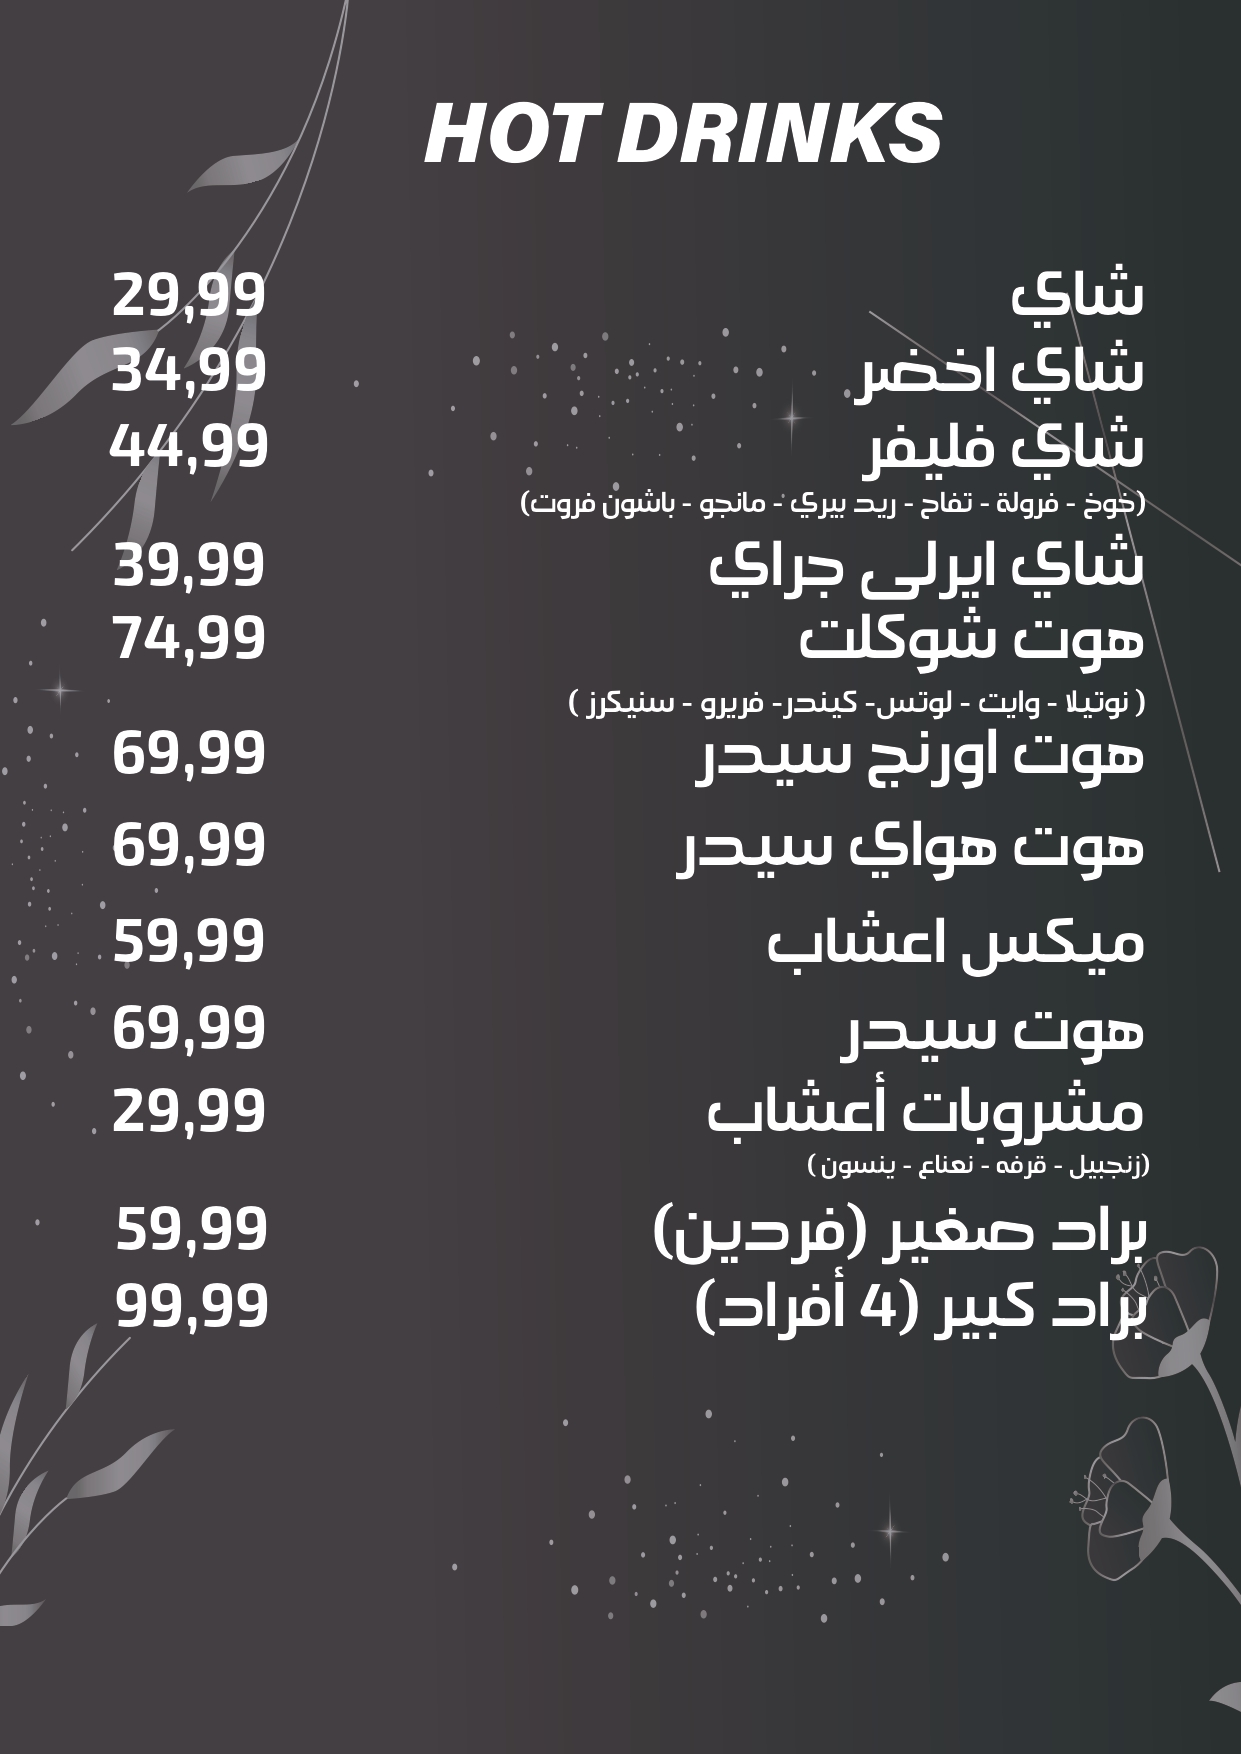 HOT DRINKS
شاي 29,99
شاي اخضر 34,99
شاي فليفر 44,99
(خوخ - فرولة - تفاح - ريد بيري - مانجو - باشون فروت)
شاي ايرلى جراي 39,99
هوت شوكلت 74,99
( نوتيلا - وايت - لوتس- كيندر- فريرو - سنيكرز )
هوت اورنج سيدر 69,99
هوت هواي سيدر 69,99
ميكس اعشاب 59,99
هوت سيدر 69,99
مشروبات أعشاب 29,99
(زنجبيل - قرفه - نعناع - ينسون )
براد صغير (فردين) 59,99
براد كبير (4 أفراد) 99,99